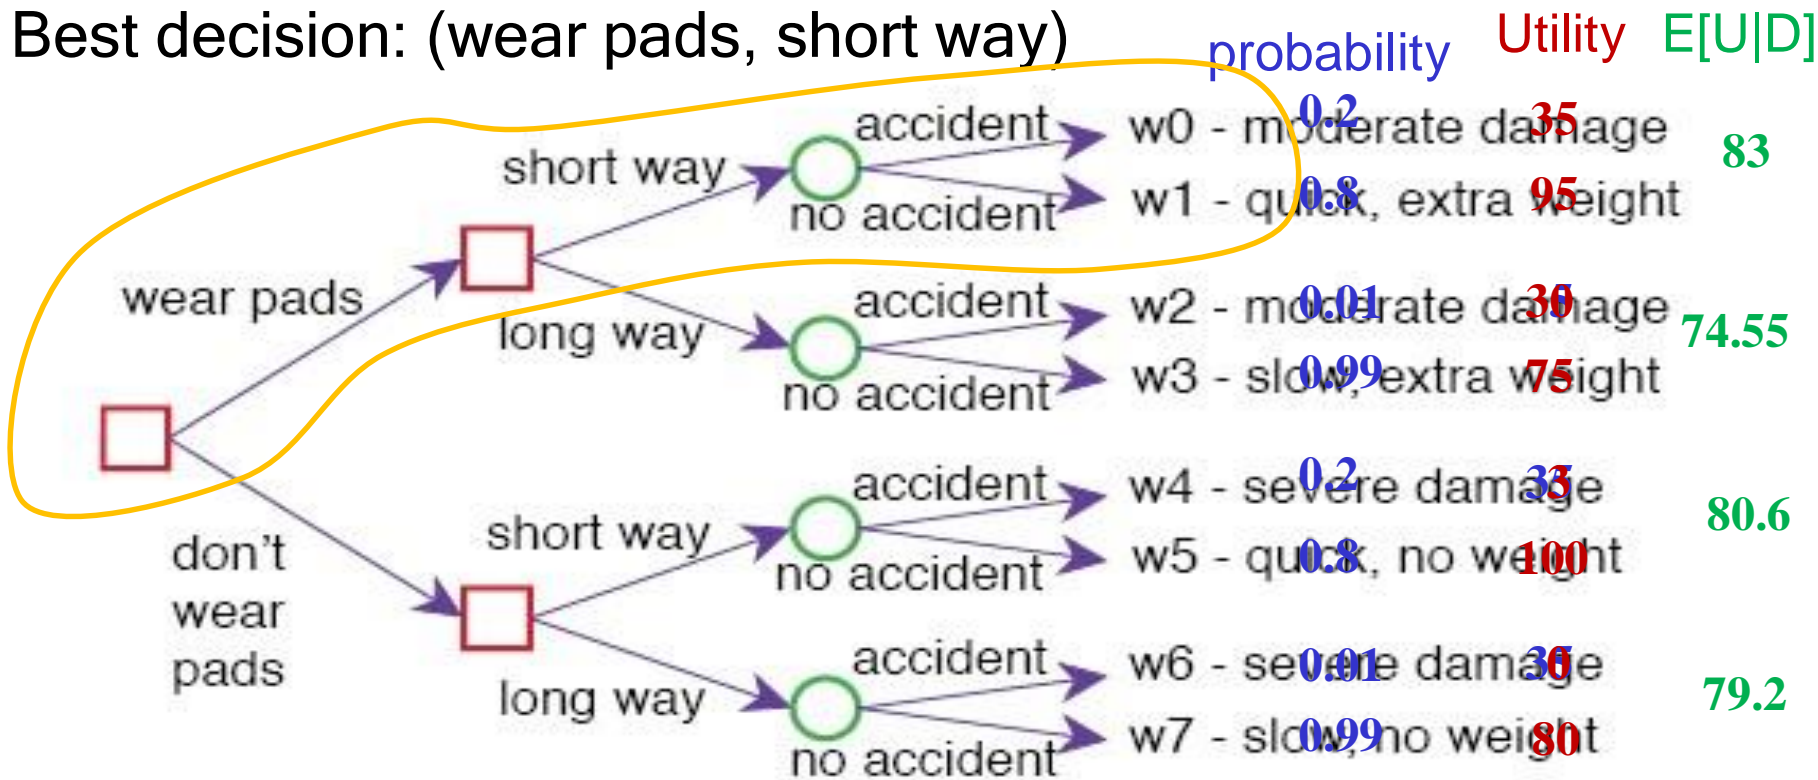 Best decision: (wear pads, short way)
probability Utility E[U|D]
accident w0 - moderate damage 0.2 35
short way 83
no accident w1 - quick, extra weight 0.8 95
wear pads
accident w2 - moderate damage 0.01 30
long way 74.55
no accident w3 - slow, extra weight 0.99 75
accident w4 - severe damage 0.2 3
short way 80.6
no accident w5 - quick, no weight 0.8 100
don't
wear
pads
accident w6 - severe damage 0.01 0
long way 79.2
no accident w7 - slow, no weight 0.99 80